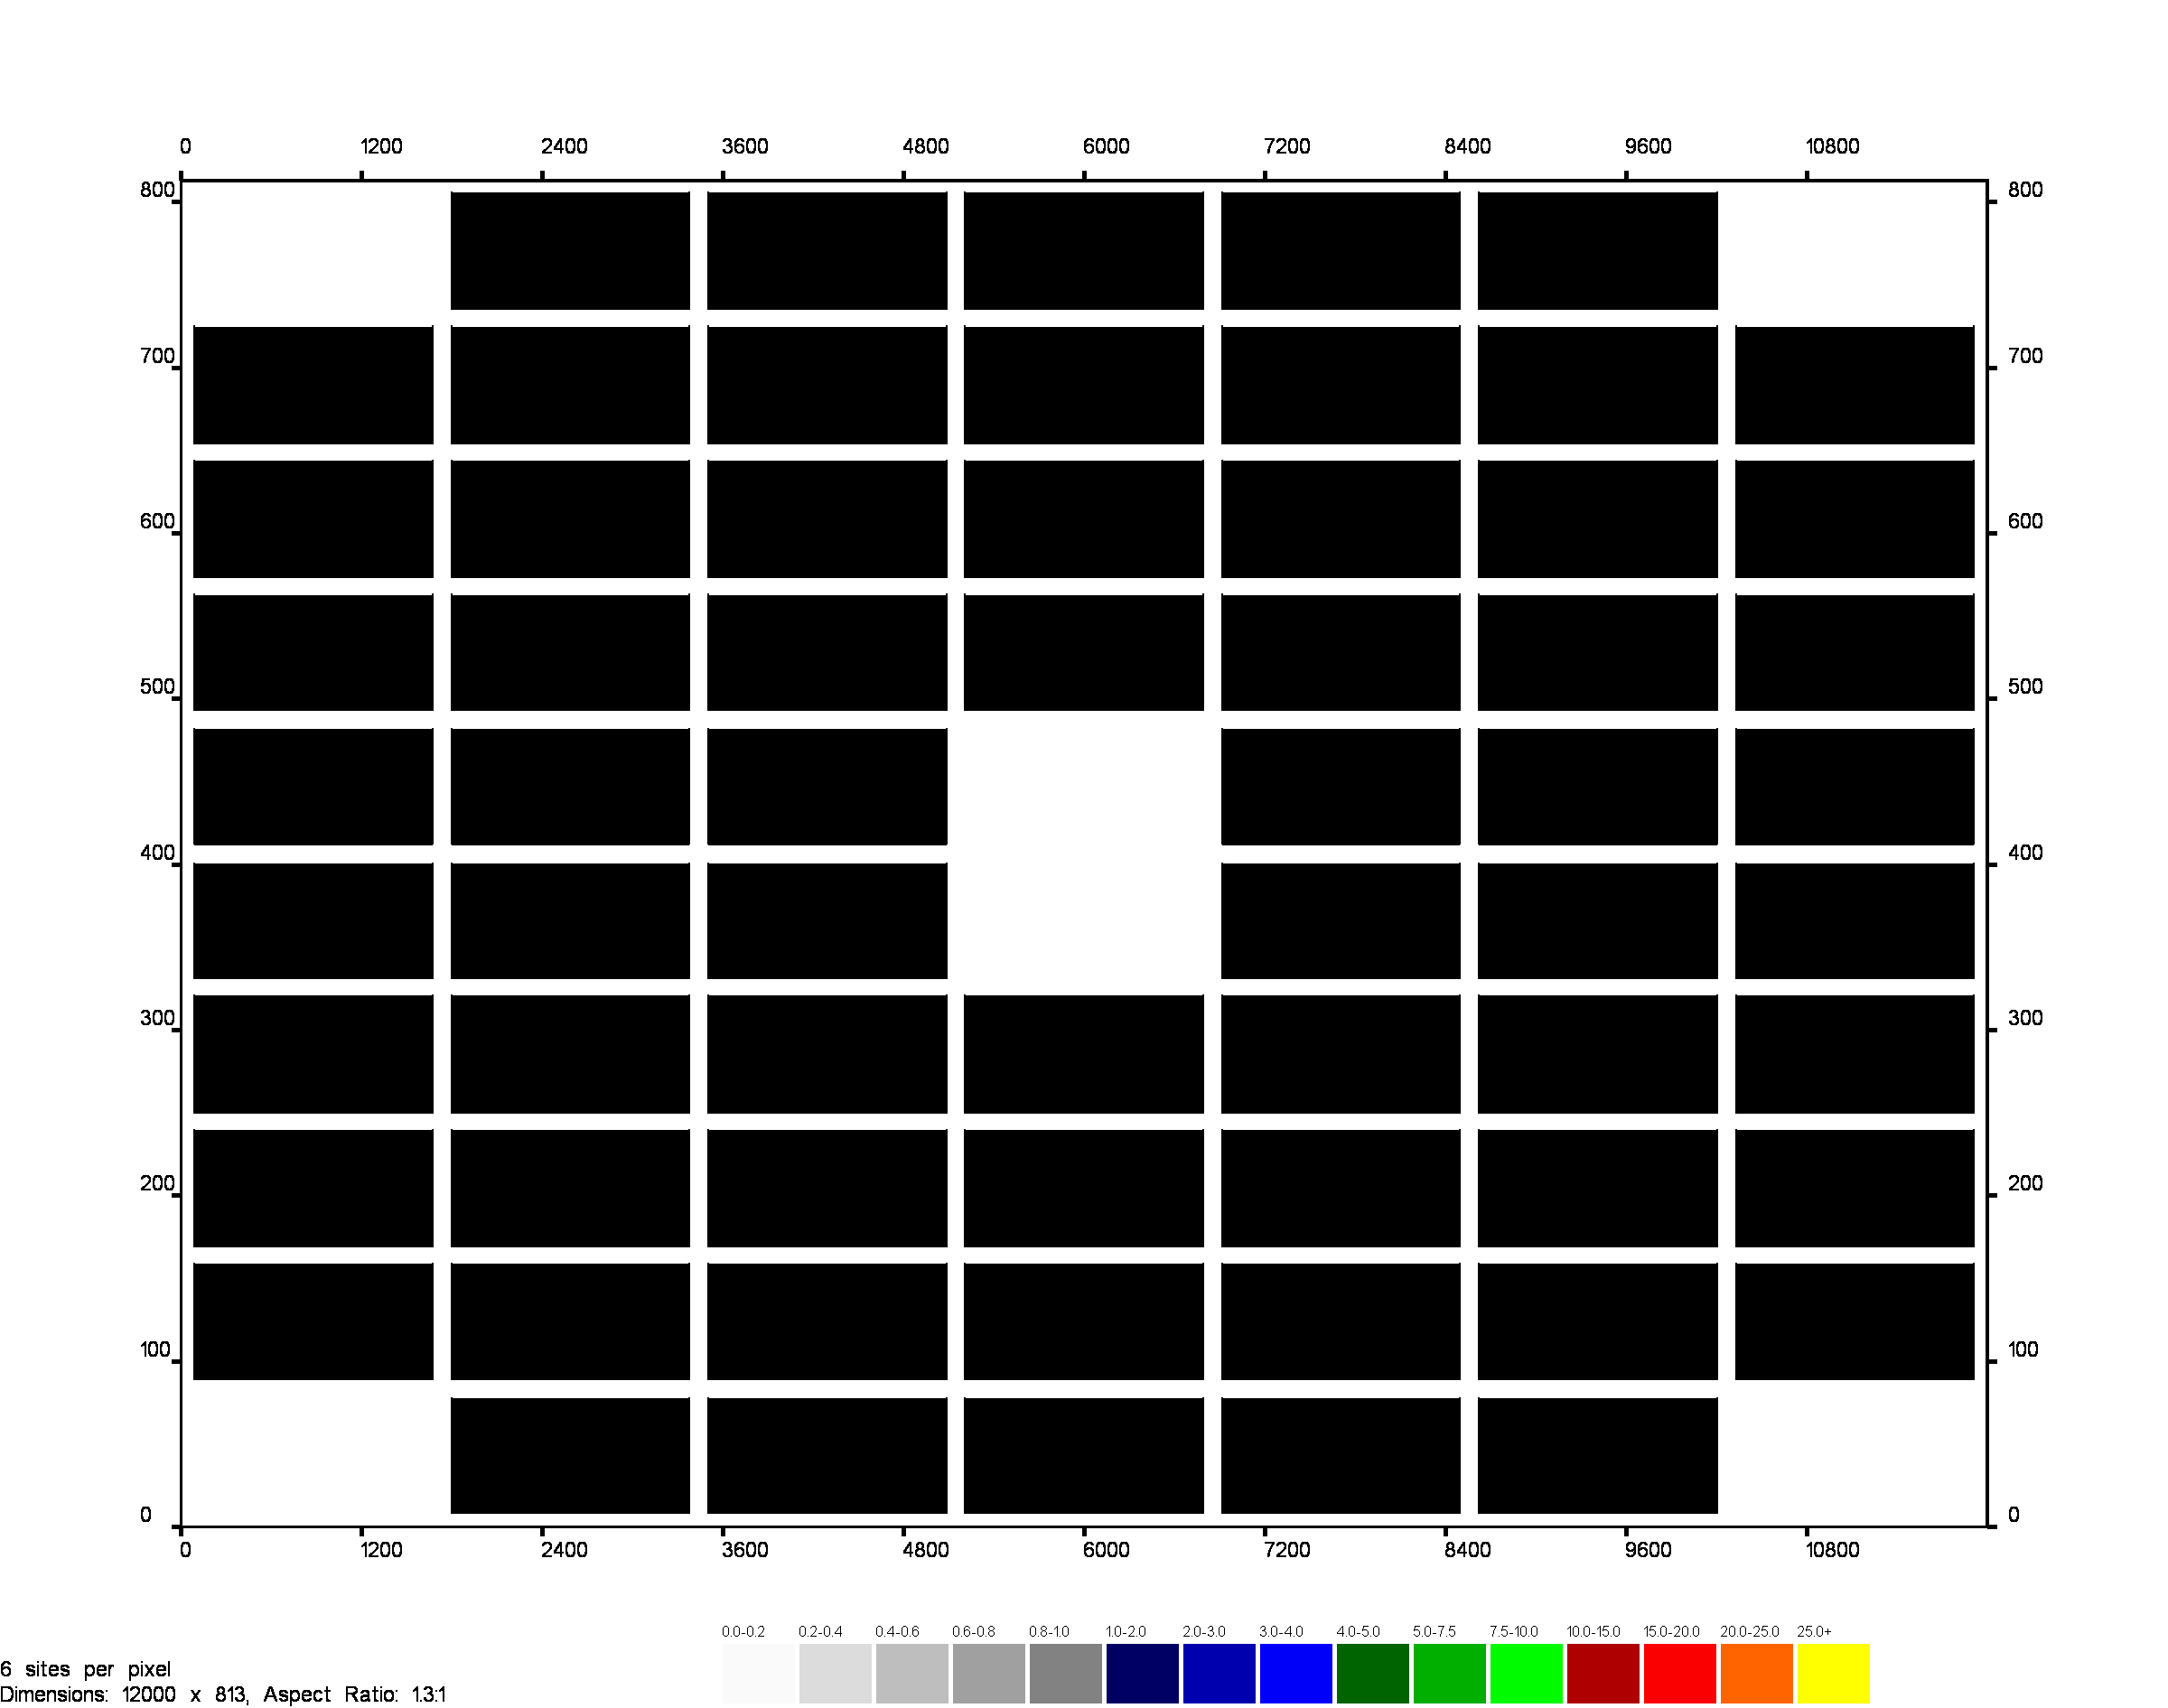 0 1200 2400 3600 4800 6000 7200 8400 9600 10800
800 800
700 700
600 600
500 500
400 400
300 300
200 200
100 100
0 0
0 1200 2400 3600 4800 6000 7200 8400 9600 10800
0.0-0.2 0.2-0.4 0.4-0.6 0.6-0.8 0.8-1.0 1.0-2.0 2.0-3.0 3.0-4.0 4.0-5.0 5.0-7.5 7.5-10.0 10.0-15.0 15.0-20.0 20.0-25.0 25.0+
6 sites per pixel
Dimensions: 12000 x 813, Aspect Ratio: 1.3:1